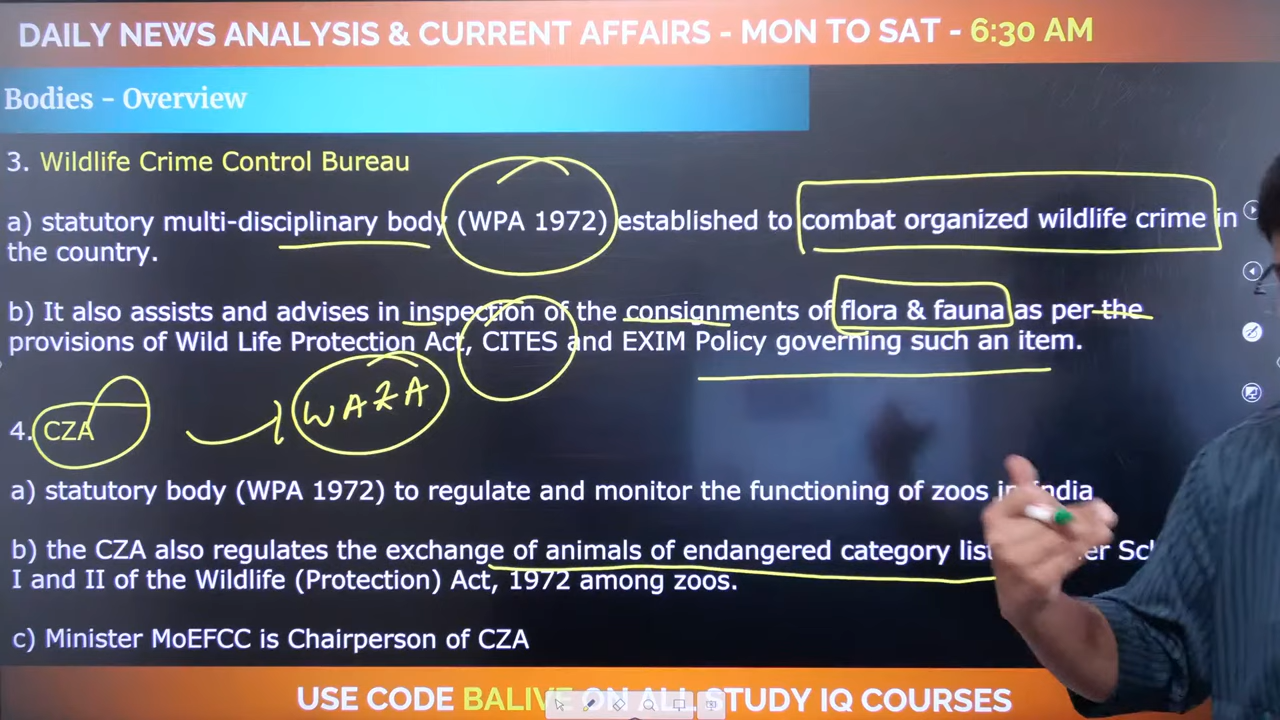 DAILY NEWS ANALYSIS & CURRENT AFFAIRS - MON TO SAT - 6:30 AM
Bodies - Overview
3. Wildlife Crime Control Bureau
a) statutory multi-disciplinary body (WPA 1972) established to combat organized wildlife crime in
the country.
b) It also assists and advises in inspection of the consignments of flora & fauna as per the
provisions of Wild Life Protection Act, CITES and EXIM Policy governing such an item.
WAZA
4. CZA
a) statutory body (WPA 1972) to regulate and monitor the functioning of zoos in India
b) the CZA also regulates the exchange of animals of endangered category
I and II of the Wildlife (Protection) Act, 1972 among zoos.
c) Minister MoEFCC is Chairperson of CZA
USE CODE BALIVE ON ALL STUDY IQ COURSES